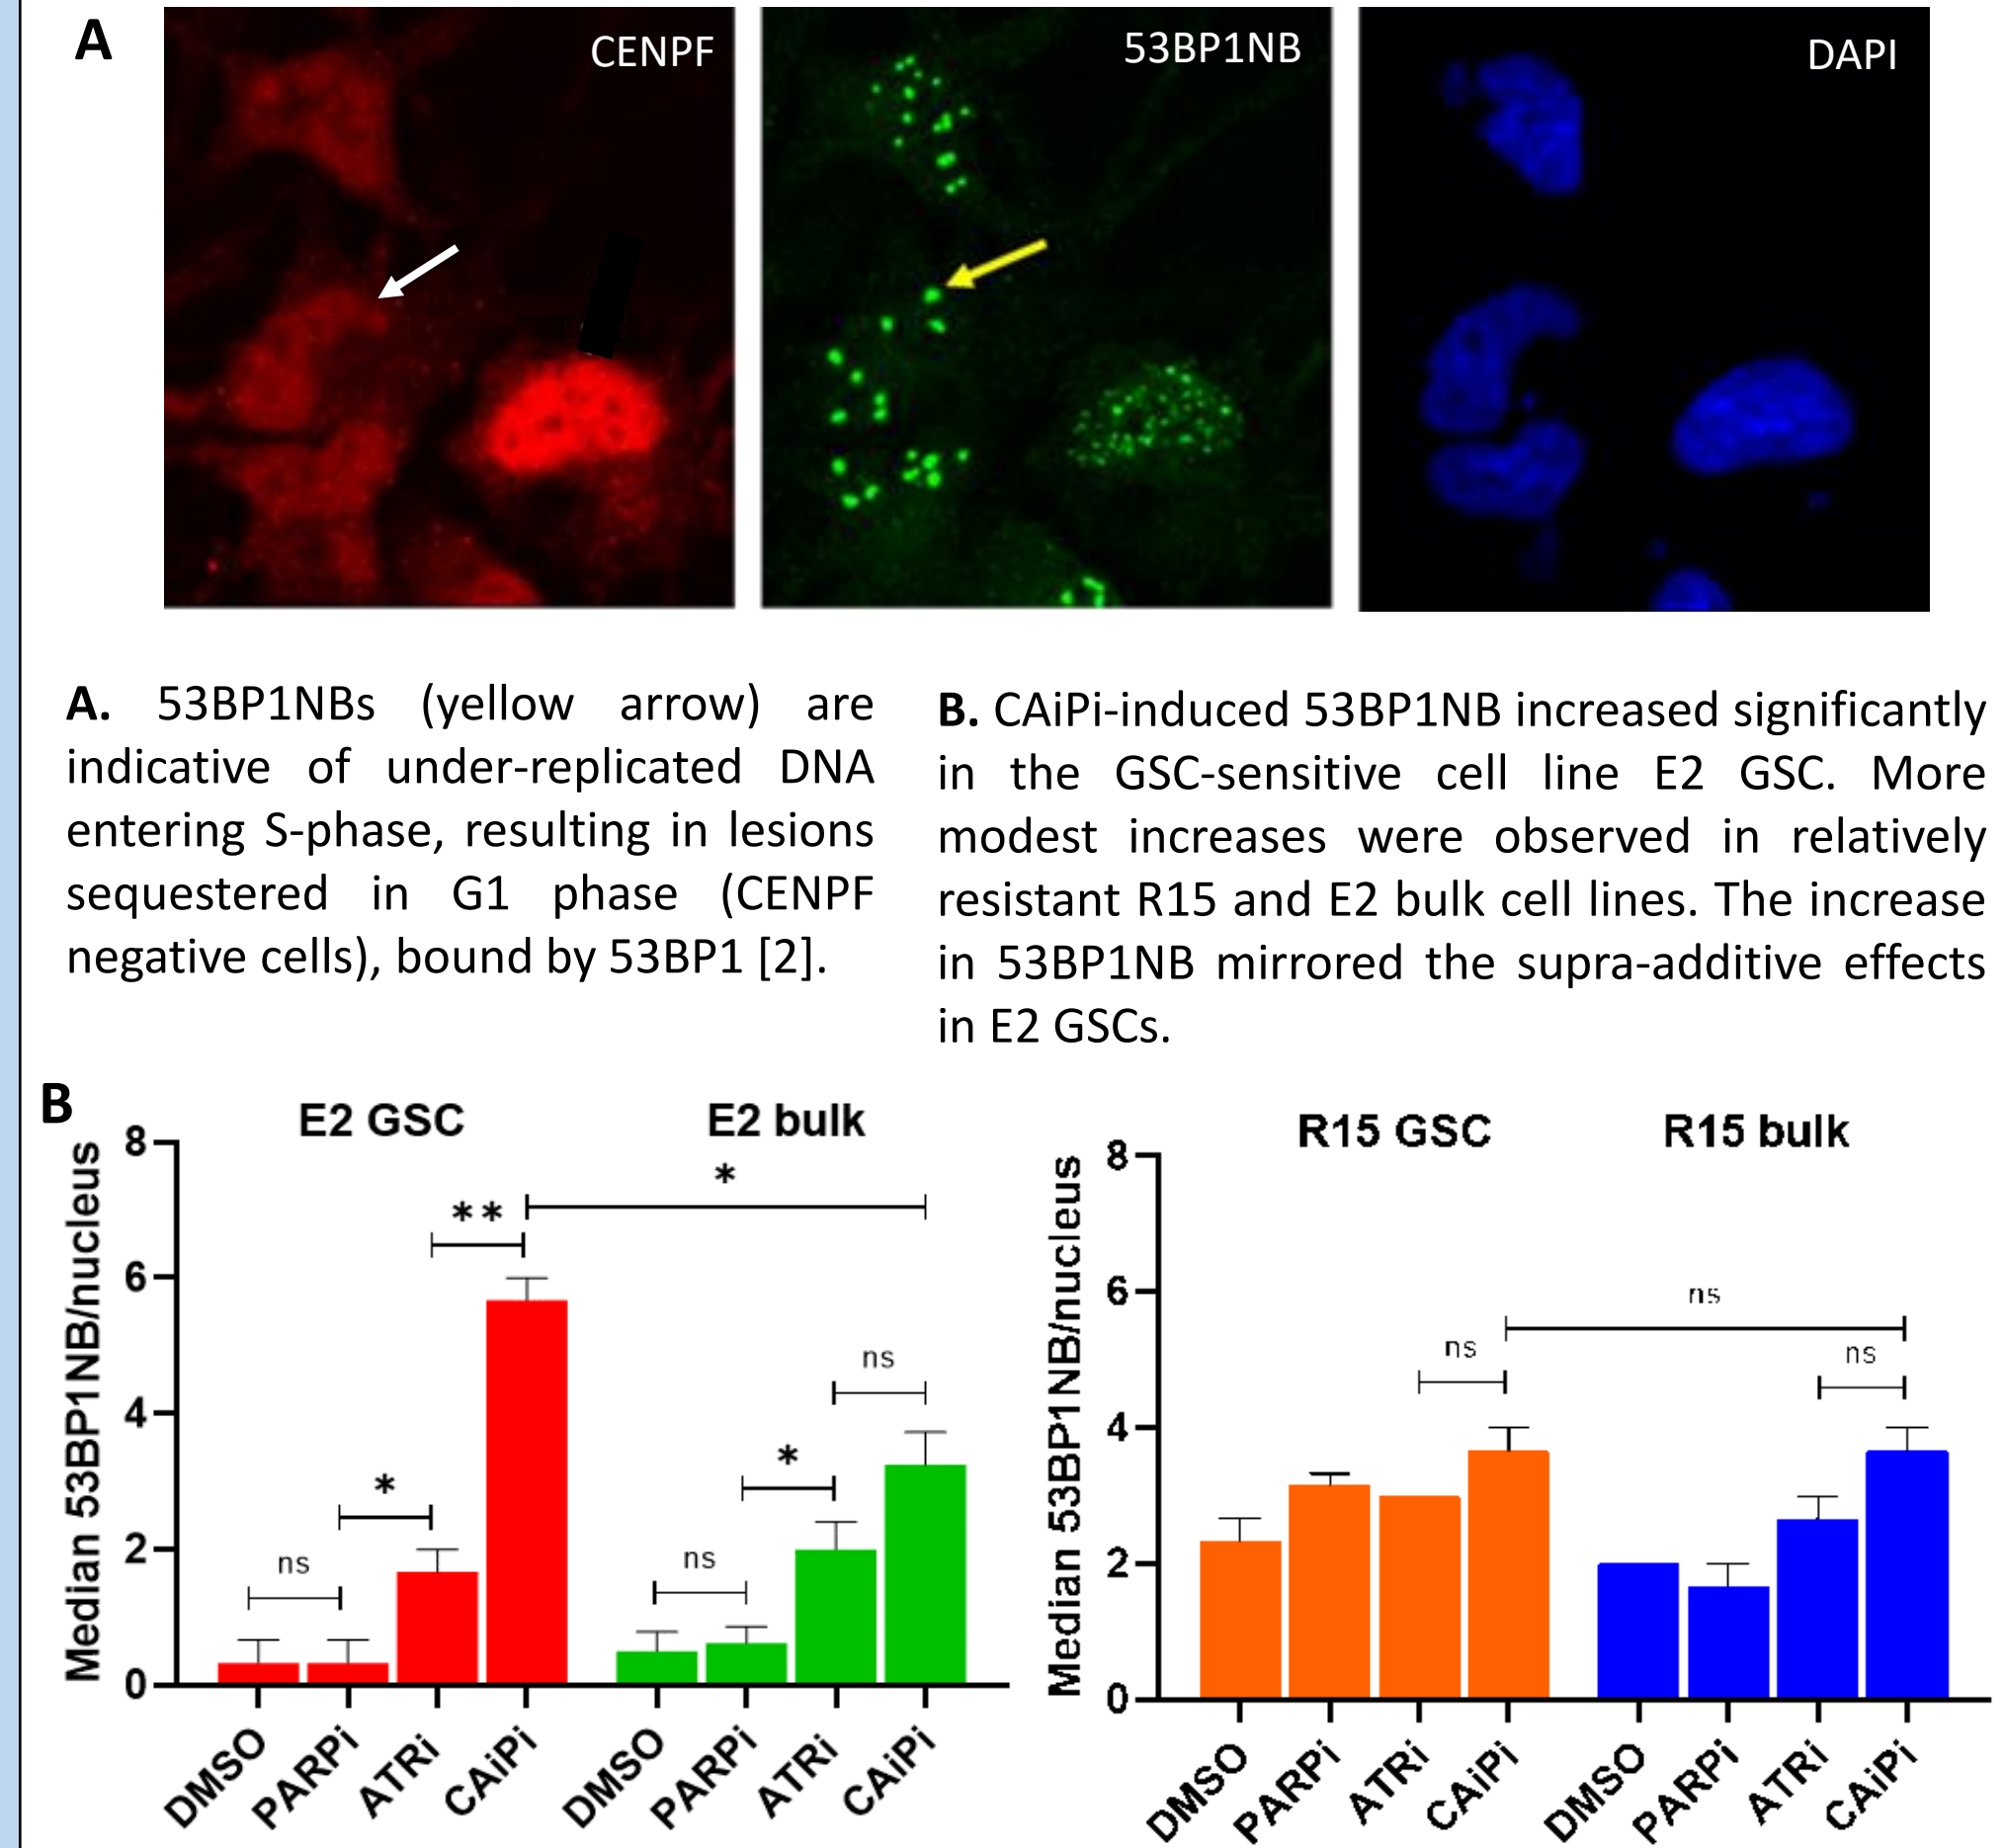 A
CENPF
53BP1NB
DAPI
A. 53BP1NBs (yellow arrow) are
indicative of under-replicated DNA
entering S-phase, resulting in lesions
sequestered in G1 phase (CENPF
negative cells), bound by 53BP1 [2].
B. CAiPi-induced 53BP1NB increased significantly
in the GSC-sensitive cell line E2 GSC. More
modest increases were observed in relatively
resistant R15 and E2 bulk cell lines. The increase
in 53BP1NB mirrored the supra-additive effects
in E2 GSCs.
B
E2 GSC
E2 bulk
Median 53BP1NB/nucleus
8
6
4
2
0
ns
*
**
*
ns
*
ns
DMSO
PARPi
ATRi
CAiPi
DMSO
PARPi
ATRi
CAiPi
R15 GSC
R15 bulk
Median 53BP1NB/nucleus
8
6
4
2
0
ns
ns
ns
DMSO
PARPi
ATRi
CAiPi
DMSO
PARPi
ATRi
CAiPi